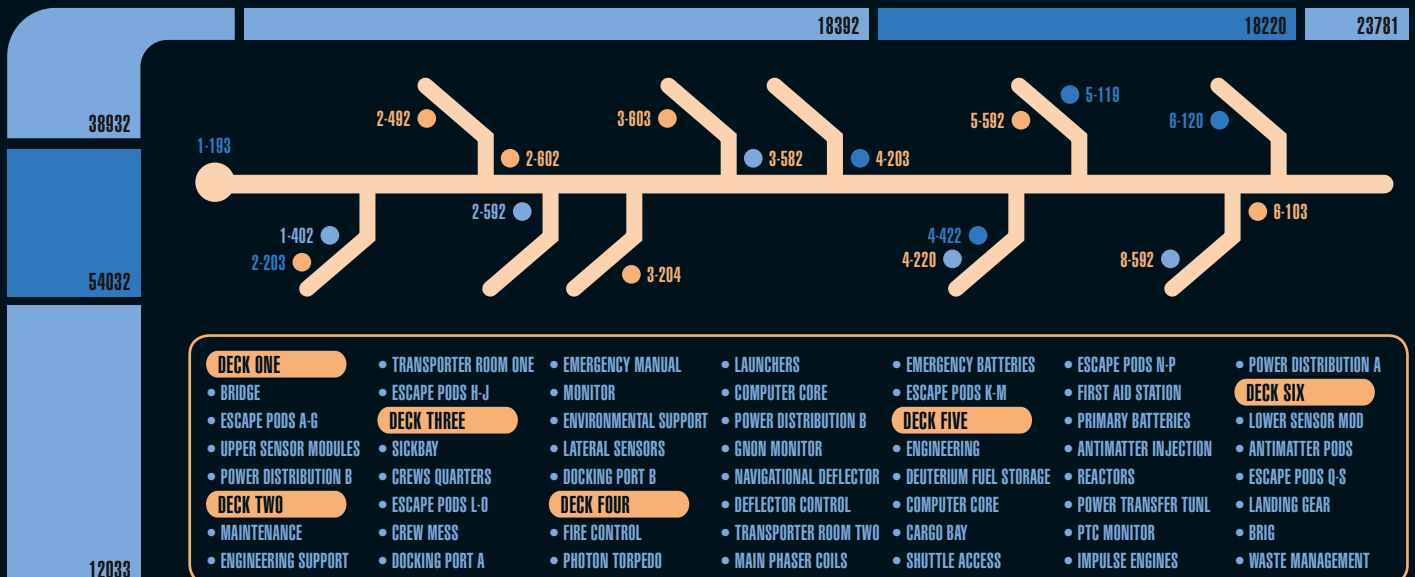 18392
18220
23781
38932
54032
12033
1-193
2-492
2-602
3-603
3-582
4-203
5-592
5-119
6-120
1-402
2-203
2-592
3-204
4-422
4-220
8-592
6-103
DECK ONE
• BRIDGE
• ESCAPE PODS A-G
• UPPER SENSOR MODULES
• POWER DISTRIBUTION B
DECK TWO
• MAINTENANCE
• ENGINEERING SUPPORT
• TRANSPORTER ROOM ONE
• ESCAPE PODS H-J
DECK THREE
• SICKBAY
• CREWS QUARTERS
• ESCAPE PODS L-O
• CREW MESS
• DOCKING PORT A
• EMERGENCY MANUAL
• MONITOR
• ENVIRONMENTAL SUPPORT
• LATERAL SENSORS
• DOCKING PORT B
DECK FOUR
• FIRE CONTROL
• PHOTON TORPEDO
• LAUNCHERS
• COMPUTER CORE
• POWER DISTRIBUTION B
• GNON MONITOR
• NAVIGATIONAL DEFLECTOR
• DEFLECTOR CONTROL
• TRANSPORTER ROOM TWO
• MAIN PHASER COILS
• EMERGENCY BATTERIES
• ESCAPE PODS K-M
DECK FIVE
• ENGINEERING
• DEUTERIUM FUEL STORAGE
• COMPUTER CORE
• CARGO BAY
• SHUTTLE ACCESS
• ESCAPE PODS N-P
• FIRST AID STATION
• PRIMARY BATTERIES
• ANTIMATTER INJECTION
• REACTORS
• POWER TRANSFER TUNL
• PTC MONITOR
• IMPULSE ENGINES
• POWER DISTRIBUTION A
DECK SIX
• LOWER SENSOR MOD
• ANTIMATTER PODS
• ESCAPE PODS Q-S
• LANDING GEAR
• BRIG
• WASTE MANAGEMENT